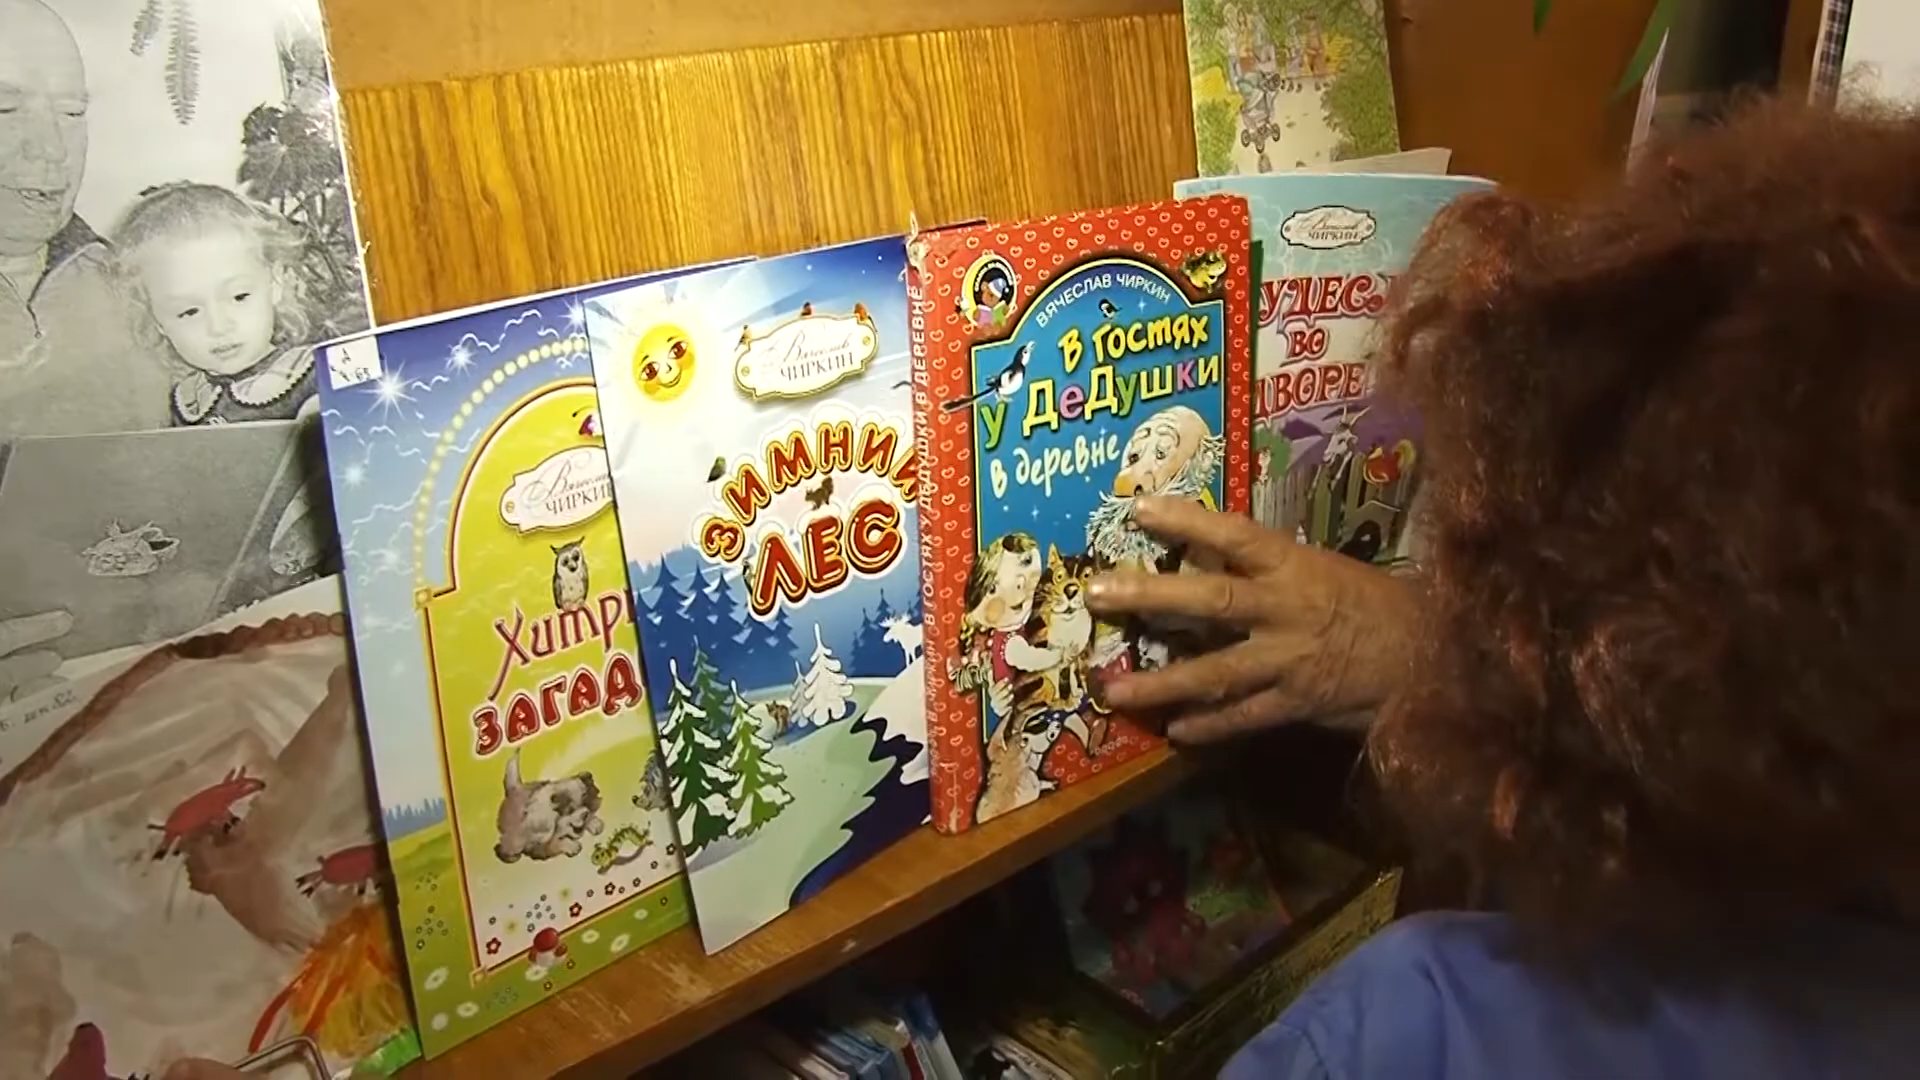 Вячеслав
ЧИРКИН
Хитр
ЗАГАД
Вячеслав
ЧИРКИН
ЗИМНИЙ
ЛЕС
В ГОСТЯХ У ДЕДУШКИ В ДЕРЕВНЕ
ВЯЧЕСЛАВ ЧИРКИН
В ГОСТЯХ
У ДЕДУШКИ
в деревне
Вячеслав
ЧИРКИН
УДЕС
ВО
ДВОРЕ